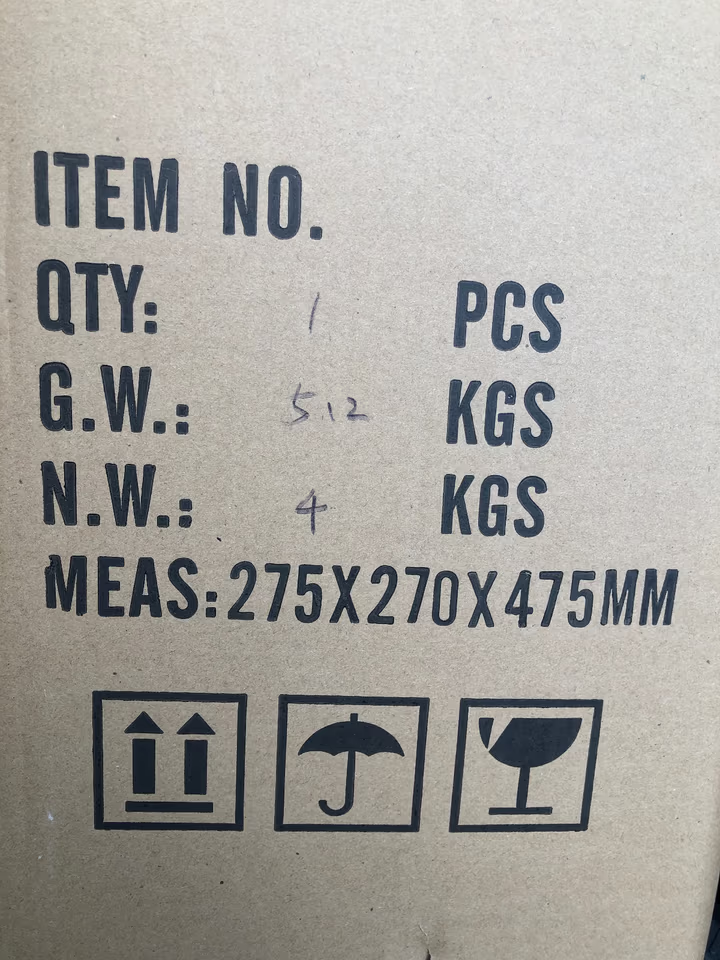 ITEM NO.
QTY: 1 PCS
G.W.: 5.12 KGS
N.W.: 4 KGS
MEAS:275X270X475MM